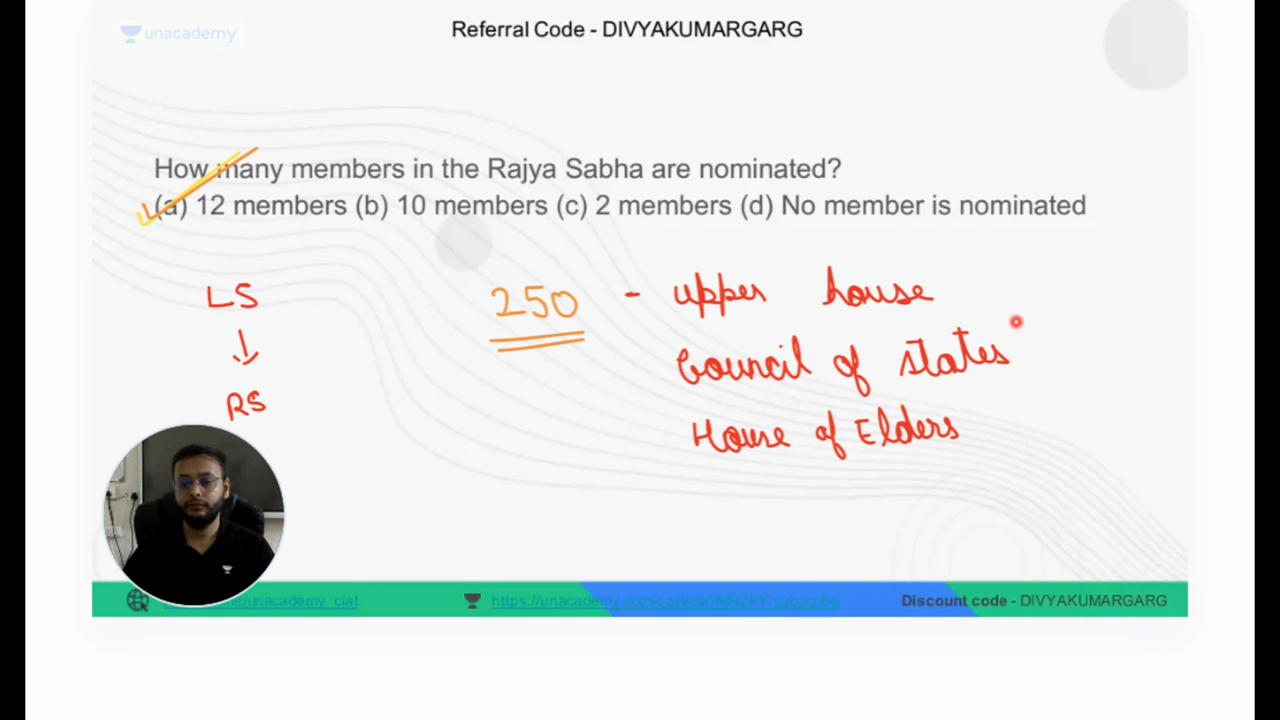 unacademy
Referral Code - DIVYAKUMARGARG
How many members in the Rajya Sabha are nominated?
(a) 12 members (b) 10 members (c) 2 members (d) No member is nominated
LS
RS
250 - upper house
Council of states
House of Elders
/unacademy_clat
Discount code - DIVYAKUMARGARG